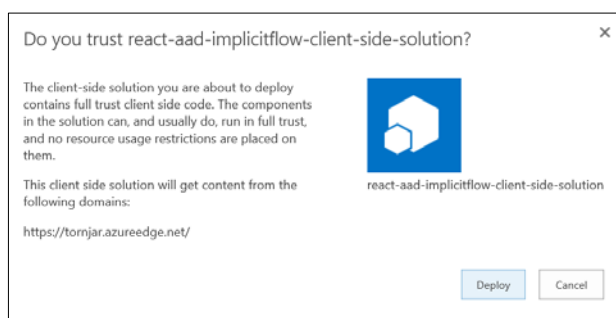 Do you trust react-aad-implicitflow-client-side-solution?
The client-side solution you are about to deploy
contains full trust client side code. The components
in the solution can, and usually do, run in full trust,
and no resource usage restrictions are placed on
them.
This client side solution will get content from the
following domains:
https://tornjar.azureedge.net/
react-aad-implicitflow-client-side-solution
Deploy
Cancel